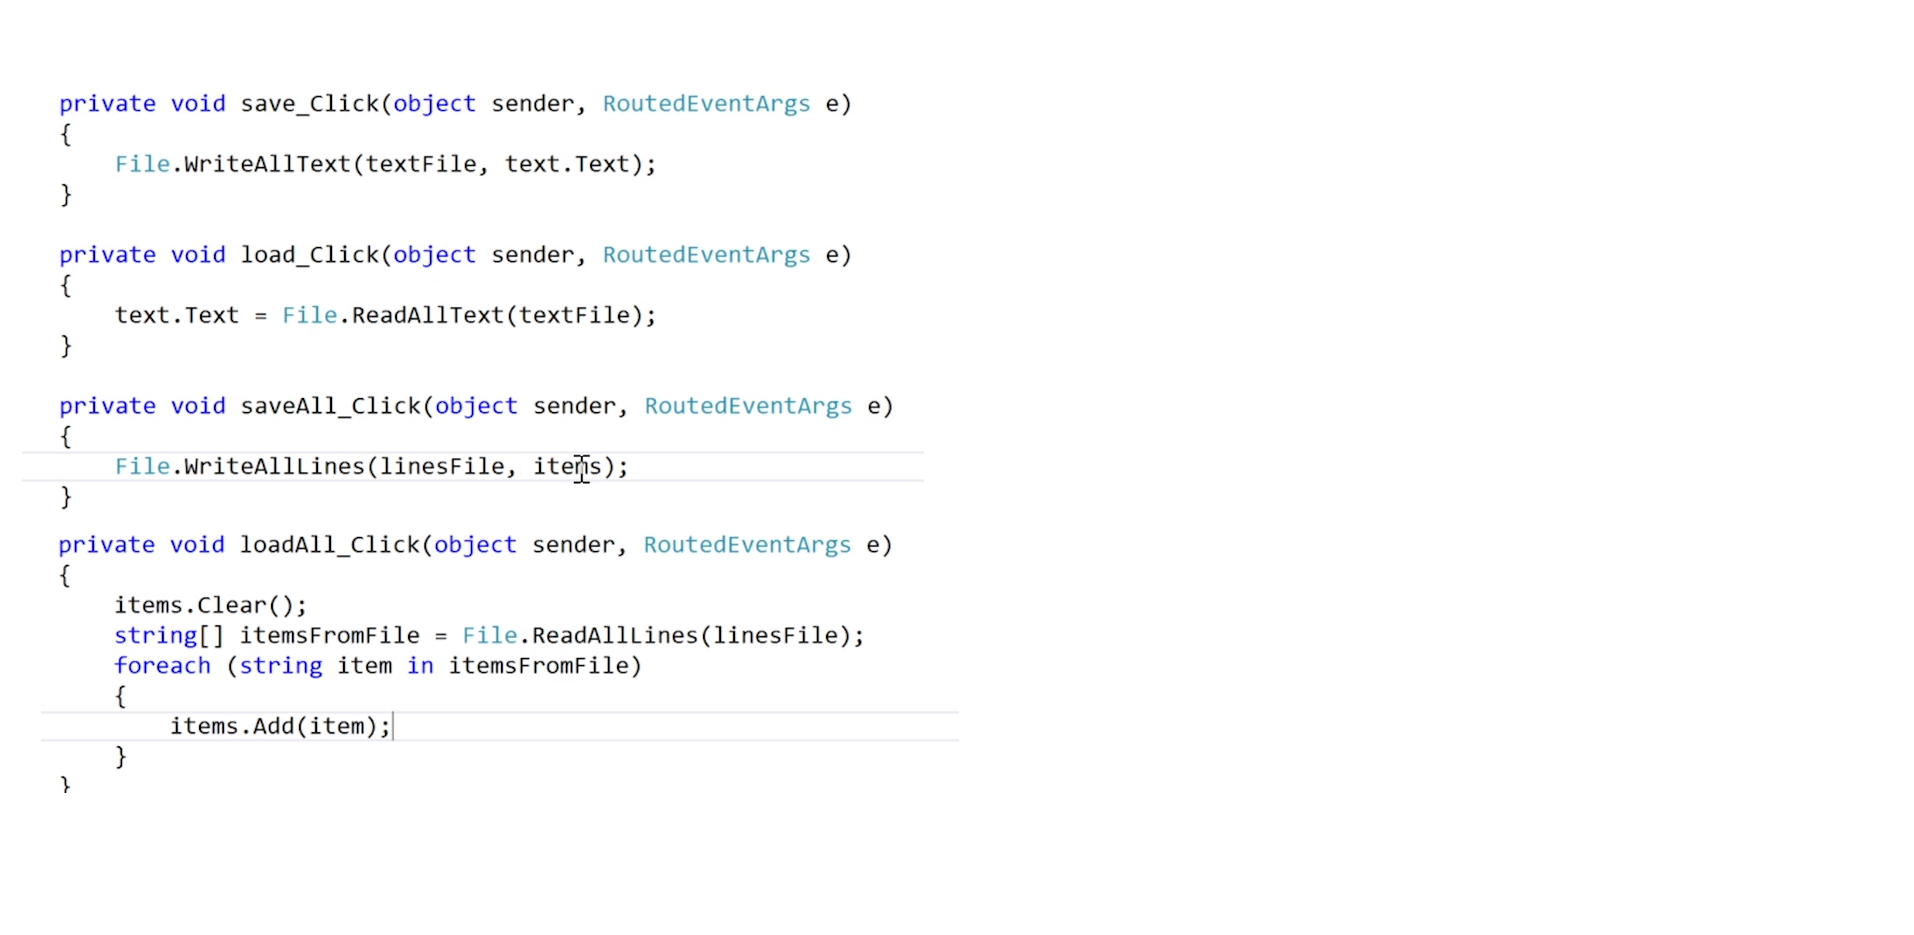 private void save_Click(object sender, RoutedEventArgs e)
{
    File.WriteAllText(textFile, text.Text);
}
private void load_Click(object sender, RoutedEventArgs e)
{
    text.Text = File.ReadAllText(textFile);
}
private void saveAll_Click(object sender, RoutedEventArgs e)
{
    File.WriteAllLines(linesFile, items);
}
private void loadAll_Click(object sender, RoutedEventArgs e)
{
    items.Clear();
    string[] itemsFromFile = File.ReadAllLines(linesFile);
    foreach (string item in itemsFromFile)
    {
        items.Add(item);
    }
}